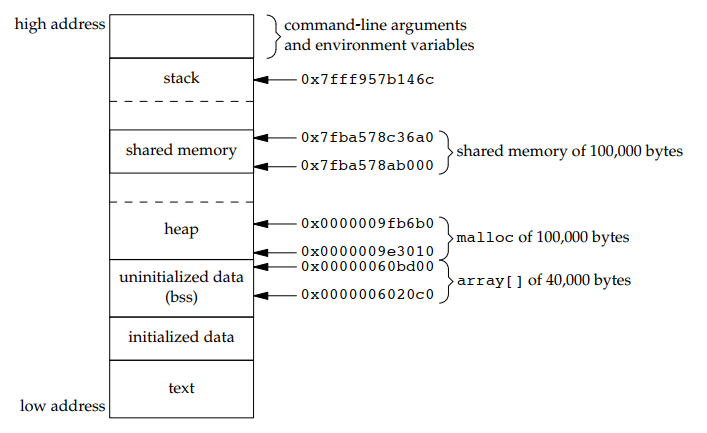 high address
command-line arguments
and environment variables
stack
0x7fff957b146c
0x7fba578c36a0
shared memory
shared memory of 100,000 bytes
0x7fba578ab000
0x0000009fb6b0
heap
malloc of 100,000 bytes
0x0000009e3010
0x00000060bd00
uninitialized data
(bss)
array[] of 40,000 bytes
0x0000006020c0
initialized data
text
low address